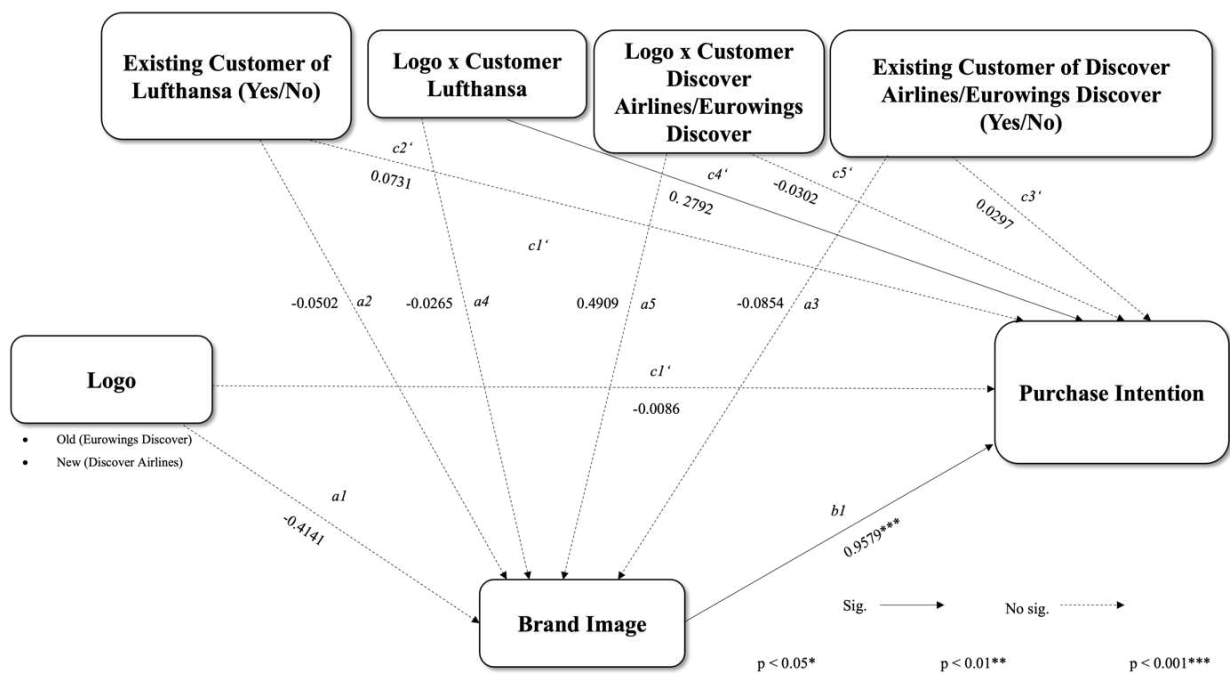 Existing Customer of
Lufthansa (Yes/No)
Logo x Customer
Lufthansa
Logo x Customer
Discover
Airlines/Eurowings
Discover
Existing Customer of Discover
Airlines/Eurowings Discover
(Yes/No)
c2‘
0.0731
c4‘
0. 2792
c5‘
-0.0302
c3‘
0.0297
c1‘
-0.0502
a2
-0.0265
a4
0.4909
a5
-0.0854
a3
Logo
c1‘
-0.0086
Purchase Intention
• Old (Eurowings Discover)
• New (Discover Airlines)
a1
-0.4141
b1
0.9579***
Brand Image
Sig.
No sig.
p < 0.05*
p < 0.01**
p < 0.001***